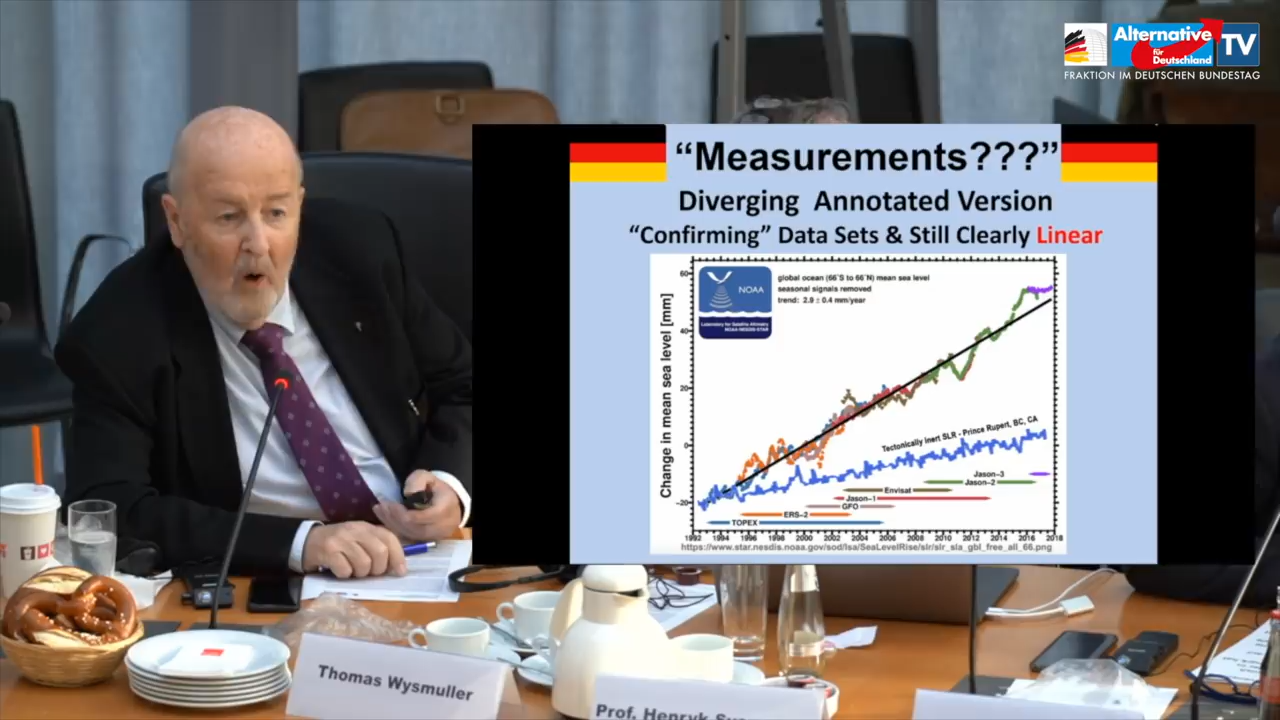 Alternative
für
Deutschland
TV
FRAKTION IM DEUTSCHEN BUNDESTAG
“Measurements???”
Diverging Annotated Version
“Confirming” Data Sets & Still Clearly Linear
NOAA
Laboratory for Satellite Altimetry
NOAA-NESDIS-STAR
global ocean (66°S to 66°N) mean sea level
seasonal signals removed
trend: 2.9 ± 0.4 mm/year
Change in mean sea level [mm]
60
40
20
0
-20
Tectonically Inert SLR - Prince Rupert, BC, CA
Jason-3
Jason-2
Envisat
Jason-1
GFO
ERS-2
TOPEX
1992 1994 1996 1998 2000 2002 2004 2006 2008 2010 2012 2014 2016 2018
https://www.star.nesdis.noaa.gov/sod/lsa/SeaLevelRise/slr/slr_sla_gbl_free_all_66.png
Thomas Wysmuller
Prof. Henryk